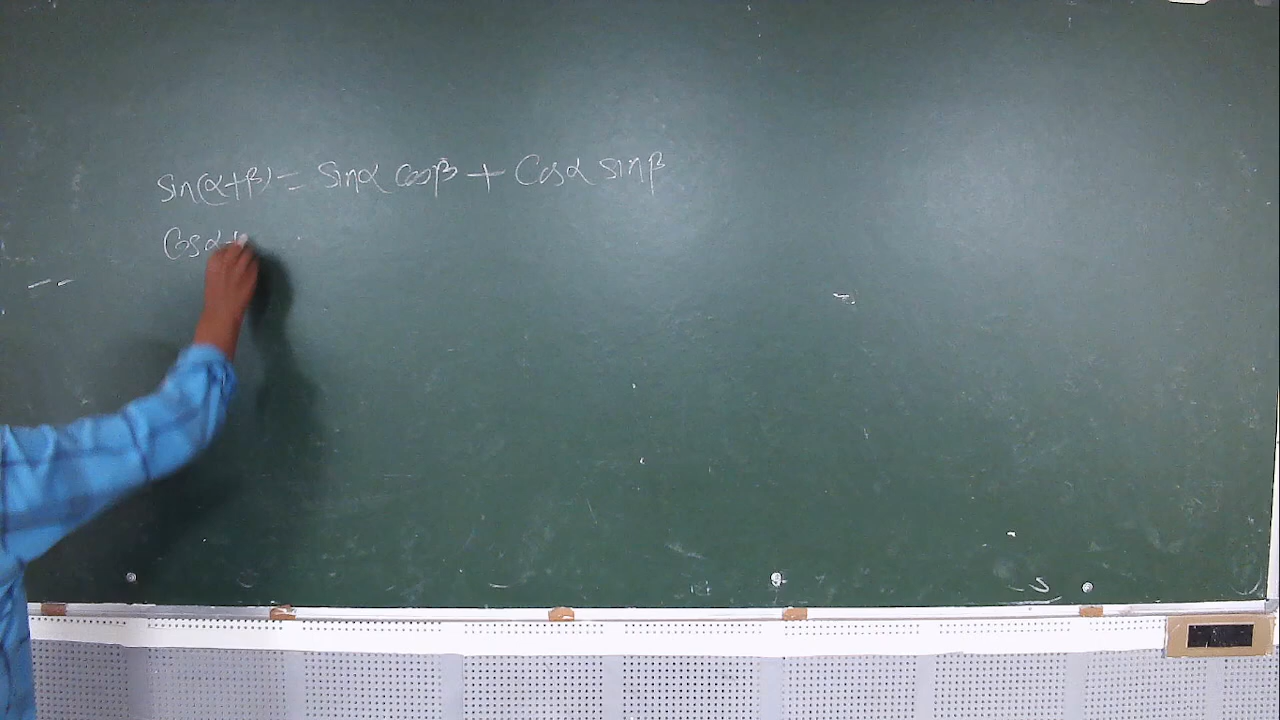 sin(α+β) = sinα cosβ + cosα sinβ
cosα+